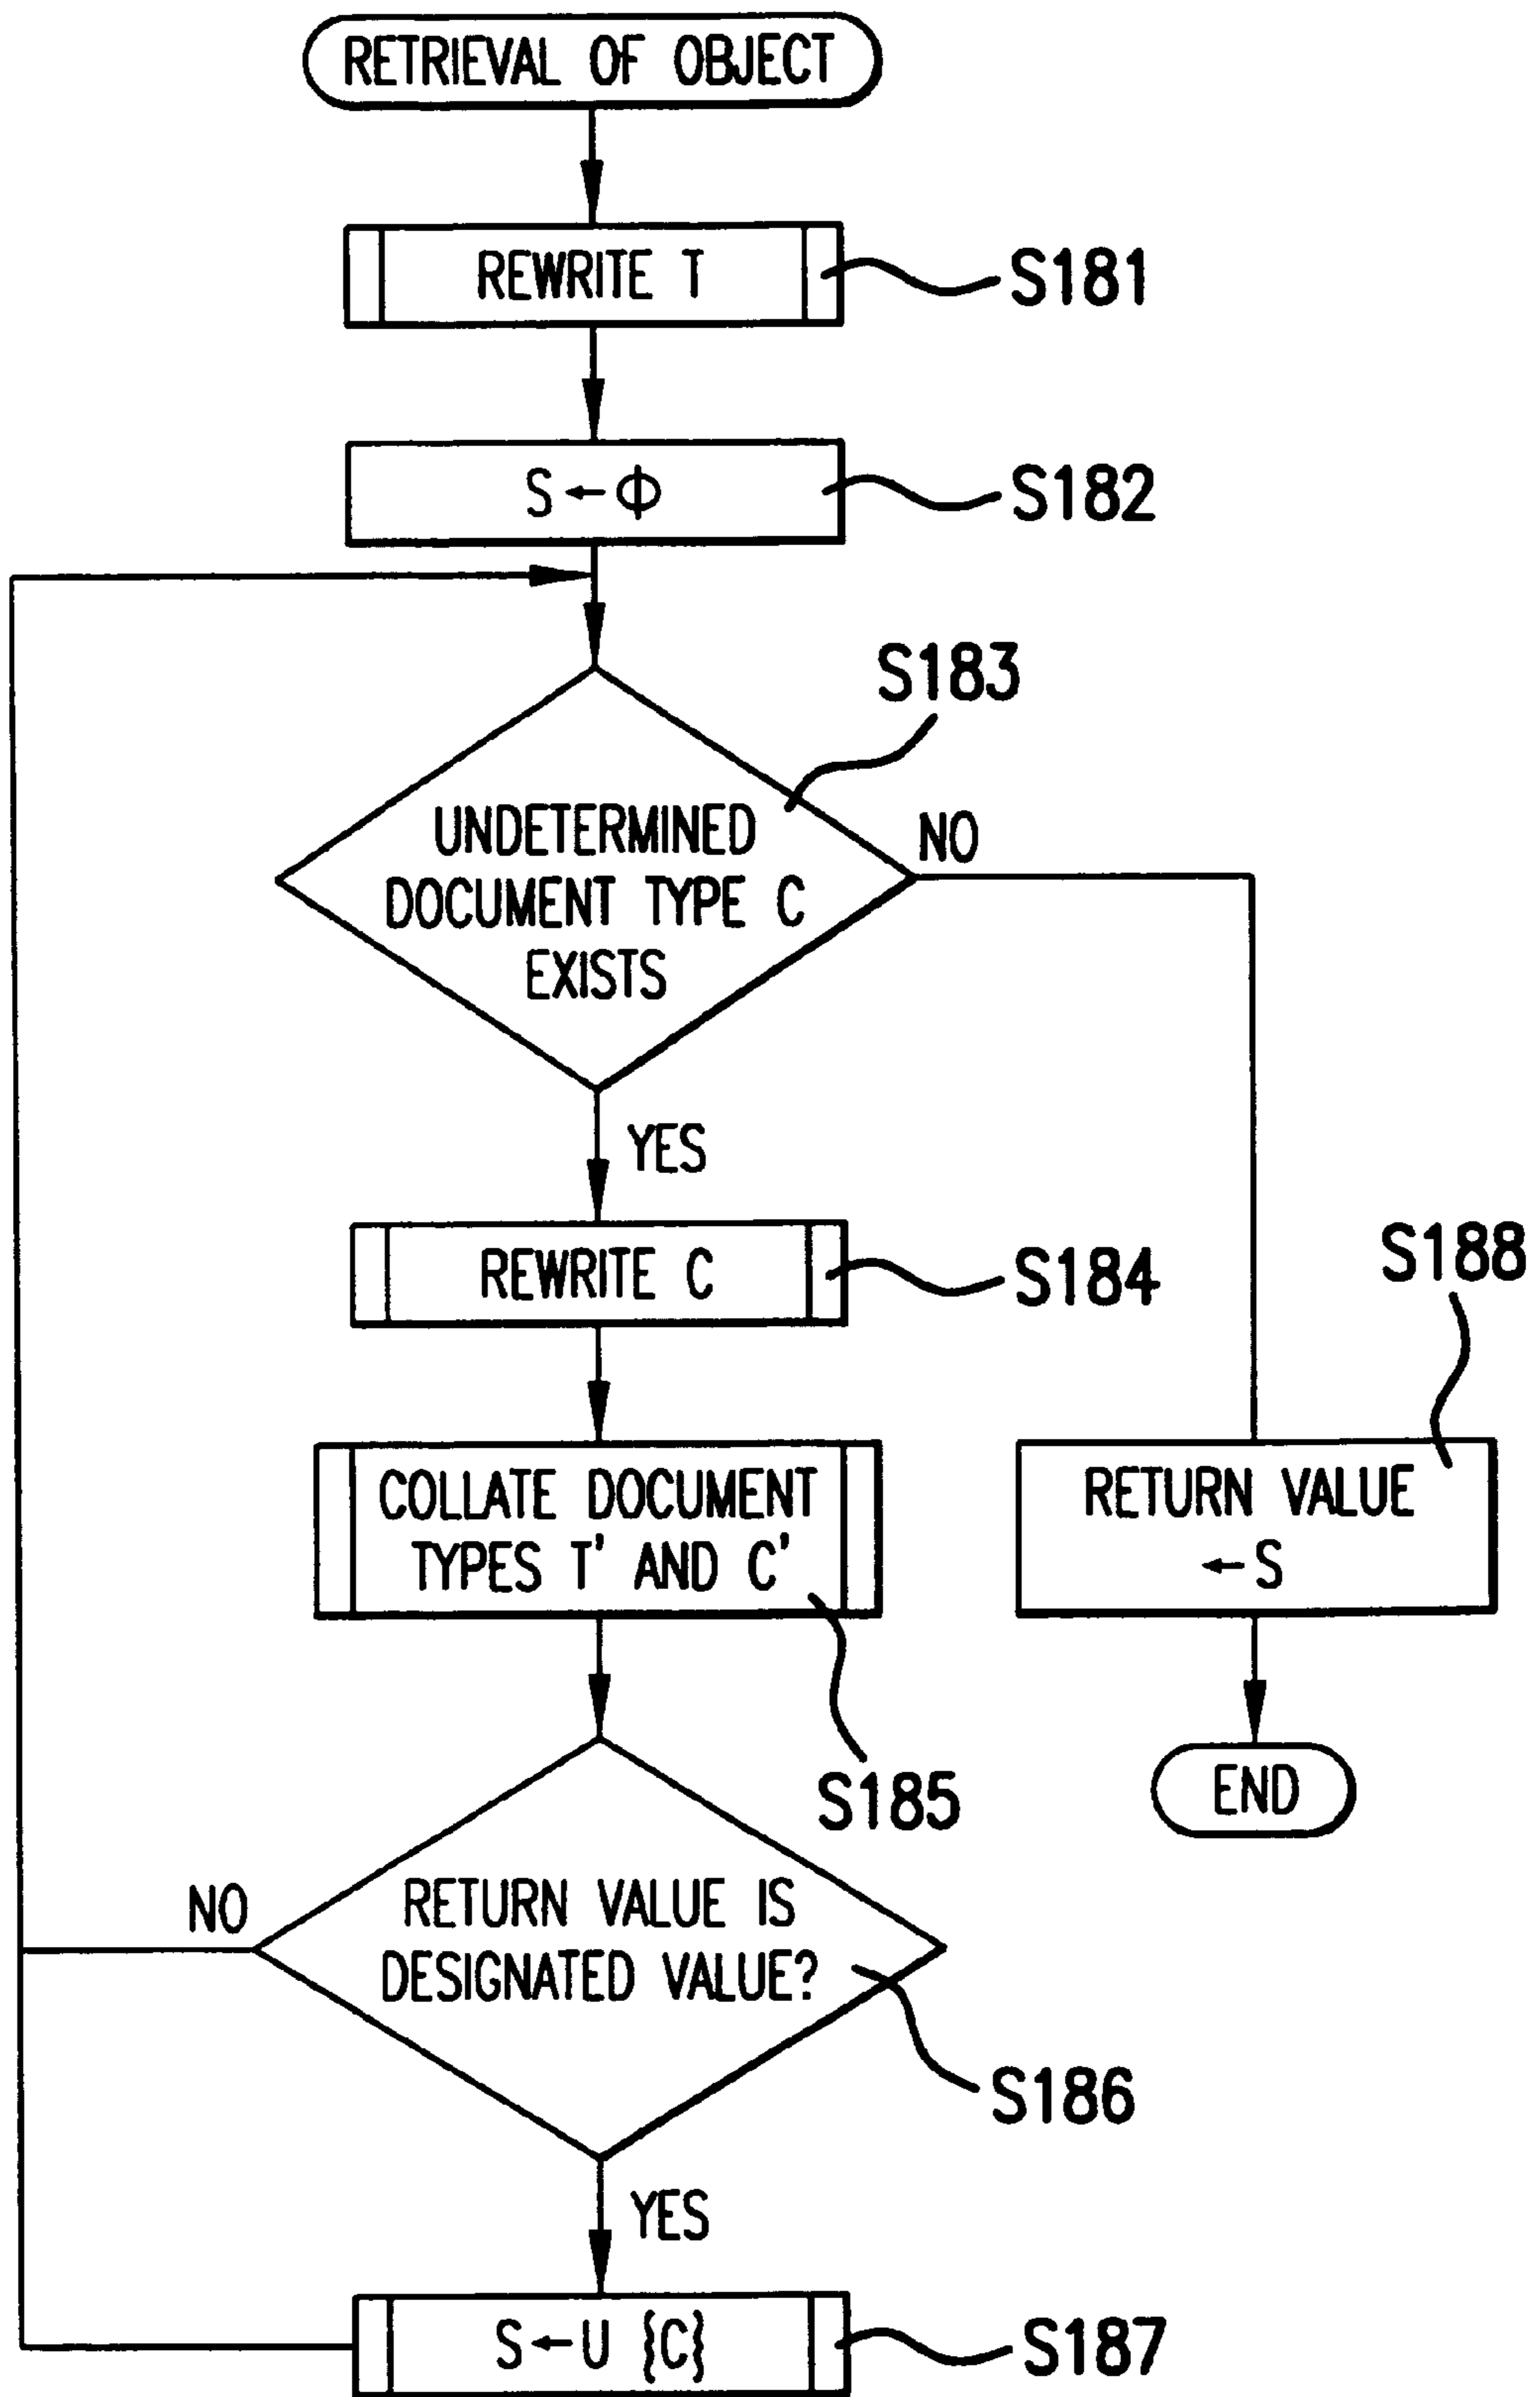 RETRIEVAL OF OBJECT
REWRITE T
S181
S←Φ
S182
S183
UNDETERMINED
DOCUMENT TYPE C
EXISTS
NO
YES
REWRITE C
S184
S188
COLLATE DOCUMENT
TYPES T' AND C'
RETURN VALUE
←S
S185
END
RETURN VALUE IS
DESIGNATED VALUE?
NO
S186
YES
S←U {C}
S187